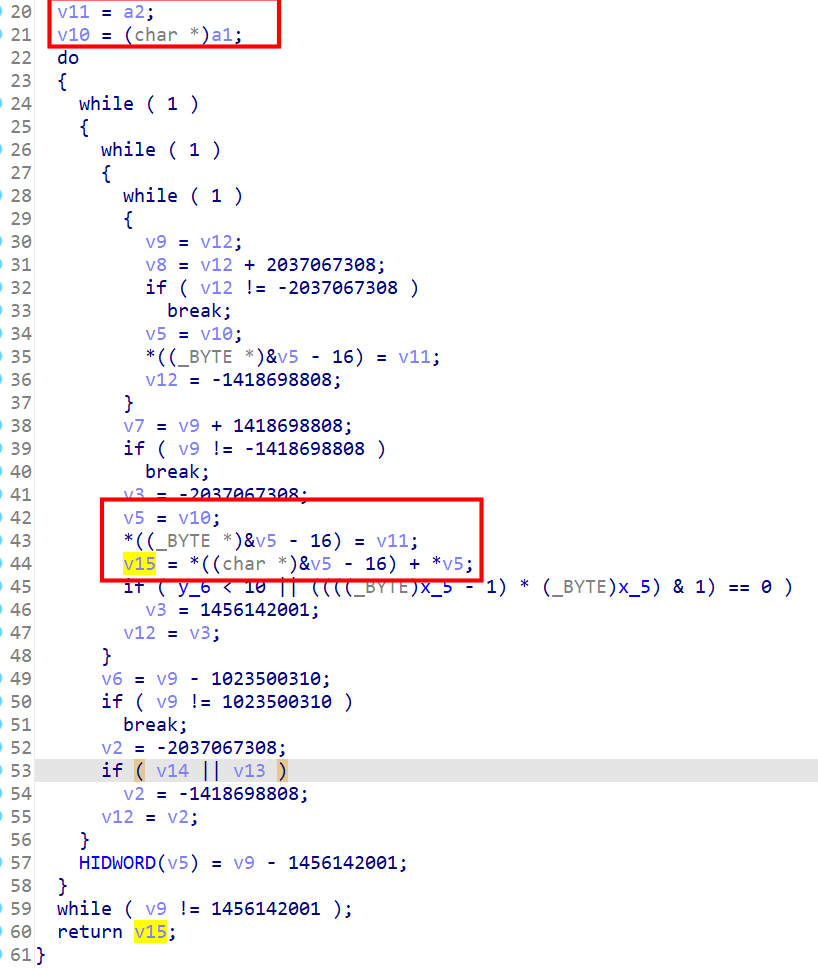 20 v11 = a2;
21 v10 = (char *)a1;
22 do
23 {
24 while ( 1 )
25 {
26 while ( 1 )
27 {
28 while ( 1 )
29 {
30 v9 = v12;
31 v8 = v12 + 2037067308;
32 if ( v12 != -2037067308 )
33 break;
34 v5 = v10;
35 *((_BYTE *)&v5 - 16) = v11;
36 v12 = -1418698808;
37 }
38 v7 = v9 + 1418698808;
39 if ( v9 != -1418698808 )
40 break;
41 v3 = -2037067308;
42 v5 = v10;
43 *((_BYTE *)&v5 - 16) = v11;
44 v15 = *((char *)&v5 - 16) + *v5;
45 if ( y_6 < 10 || ((((_BYTE)x_5 - 1) * (_BYTE)x_5) & 1) == 0 )
46 v3 = 1456142001;
47 v12 = v3;
48 }
49 v6 = v9 - 1023500310;
50 if ( v9 != 1023500310 )
51 break;
52 v2 = -2037067308;
53 if ( v14 || v13 )
54 v2 = -1418698808;
55 v12 = v2;
56 }
57 HIDWORD(v5) = v9 - 1456142001;
58 }
59 while ( v9 != 1456142001 );
60 return v15;
61 }